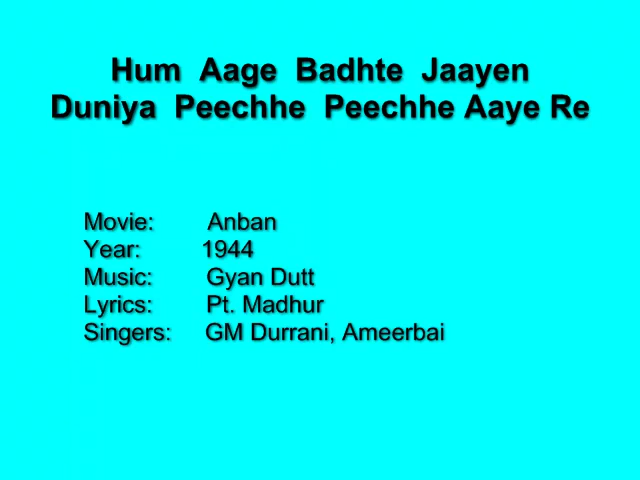 Hum Aage Badhte Jaayen
Duniya Peechhe Peechhe Aaye Re
Movie: Anban
Year: 1944
Music: Gyan Dutt
Lyrics: Pt. Madhur
Singers: GM Durrani, Ameerbai